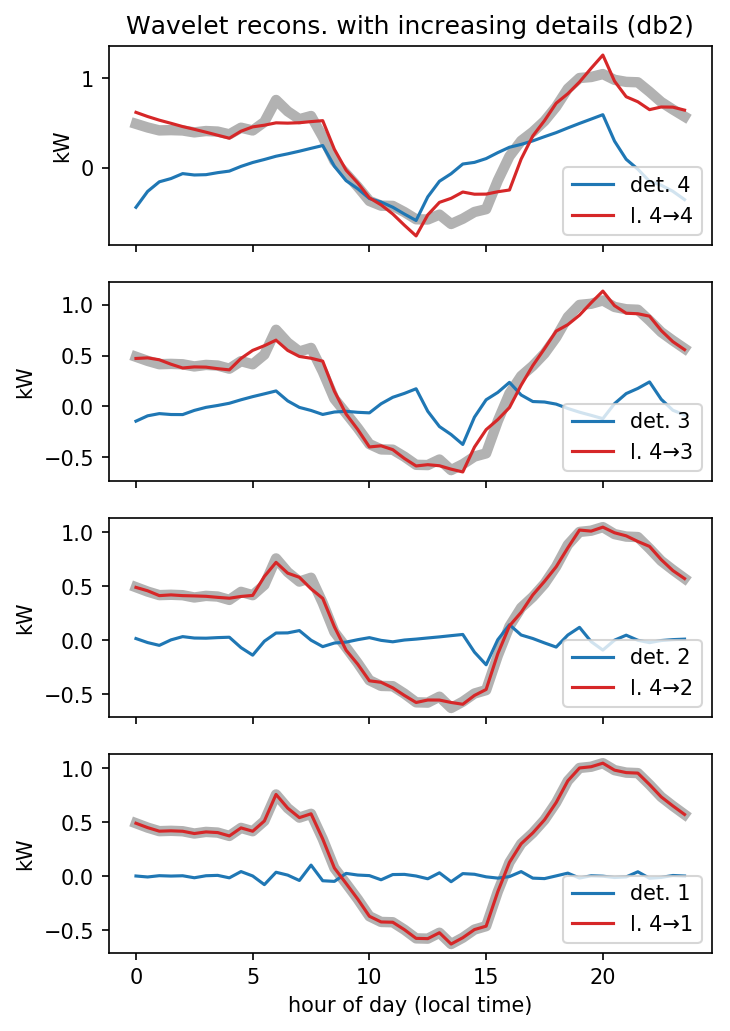 Wavelet recons. with increasing details (db2)
1
0
kW
det. 4
l. 4→4
1.0
0.5
0.0
−0.5
kW
det. 3
l. 4→3
1.0
0.5
0.0
−0.5
kW
det. 2
l. 4→2
1.0
0.5
0.0
−0.5
kW
det. 1
l. 4→1
0 5 10 15 20
hour of day (local time)